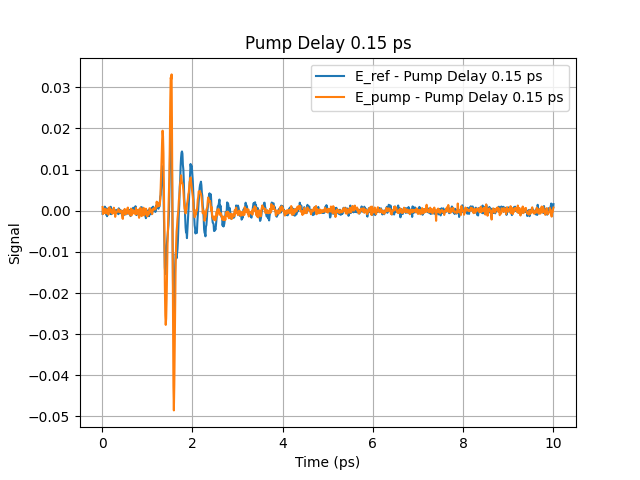 Pump Delay 0.15 ps
E_ref - Pump Delay 0.15 ps
E_pump - Pump Delay 0.15 ps
0.03
0.02
0.01
0.00
−0.01
−0.02
−0.03
−0.04
−0.05
Signal
0 2 4 6 8 10
Time (ps)